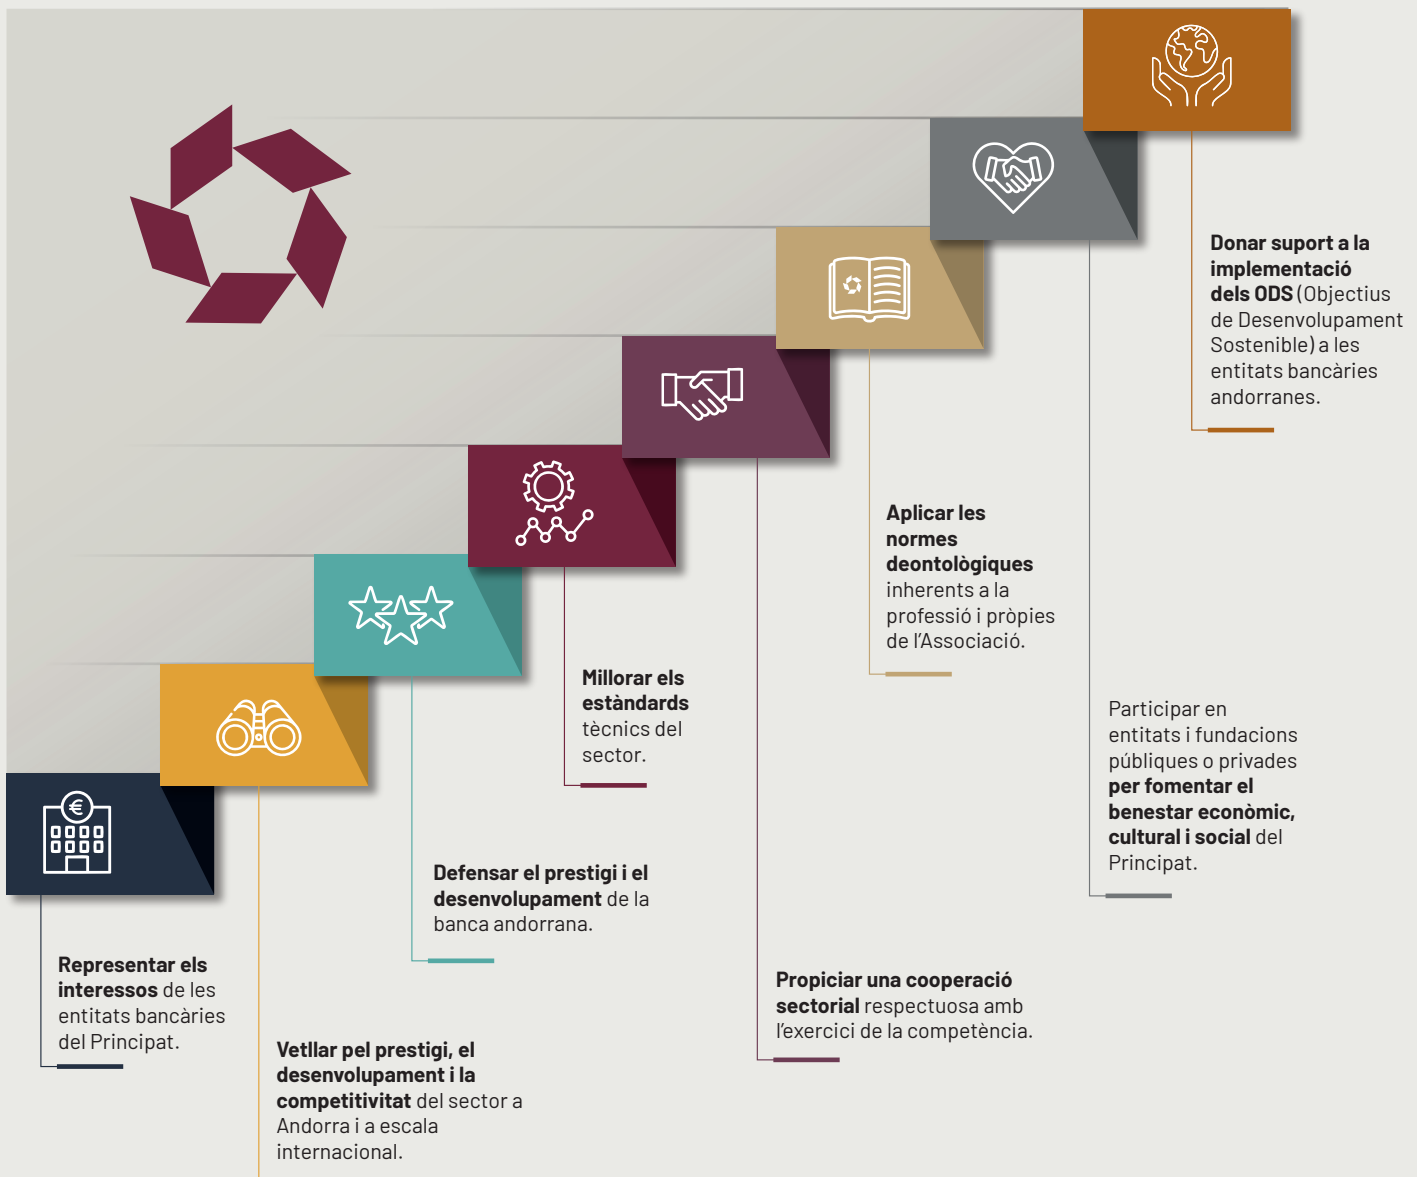 Representar els
interessos de les
entitats bancàries
del Principat.
Vetllar pel prestigi, el
desenvolupament i la
competitivitat del sector a
Andorra i a escala
internacional.
Defensar el prestigi i el
desenvolupament de la
banca andorrana.
Millorar els
estàndards
tècnics del
sector.
Propiciar una cooperació
sectorial respectuosa amb
l'exercici de la competència.
Aplicar les
normes
deontològiques
inherents a la
professió i pròpies
de l'Associació.
Participar en
entitats i fundacions
públiques o privades
per fomentar el
benestar econòmic,
cultural i social del
Principat.
Donar suport a la
implementació
dels ODS (Objectius
de Desenvolupament
Sostenible) a les
entitats bancàries
andorranes.
€